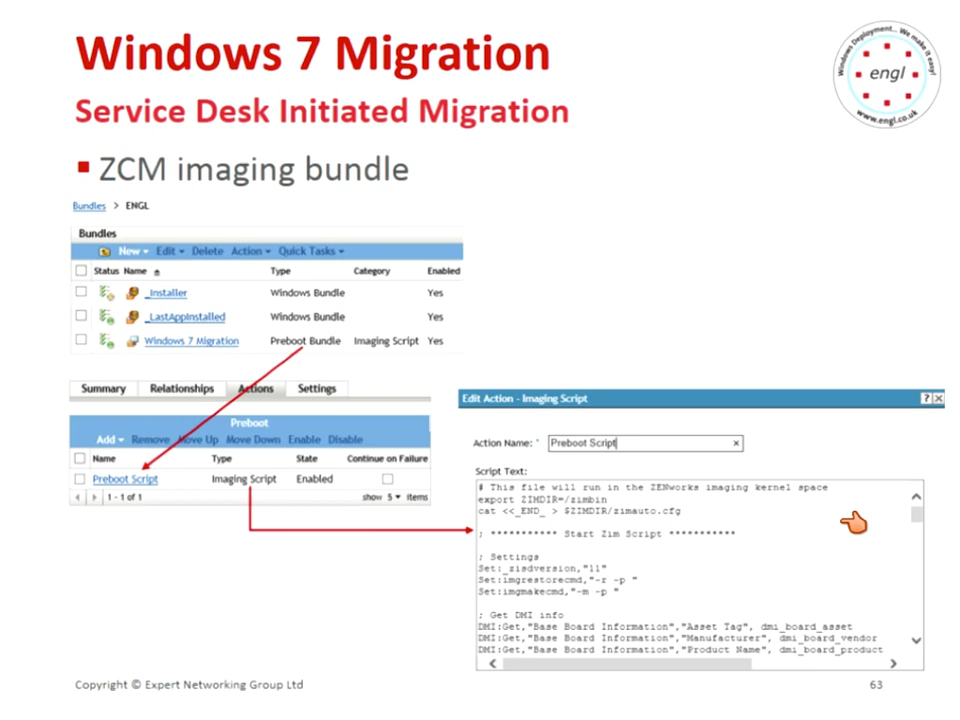 Windows 7 Migration
Windows Deployment... We make it easy!
engl
www.engl.co.uk
Service Desk Initiated Migration
ZCM imaging bundle
Bundles > ENGL
Bundles
New Edit Delete Action Quick Tasks
Status Name Type Category Enabled
_Installer Windows Bundle Yes
_LastAppInstalled Windows Bundle Yes
Windows 7 Migration Preboot Bundle Imaging Script Yes
Summary Relationships Actions Settings
Preboot
Add Remove Move Up Move Down Enable Disable
Name Type State Continue on Failure
Preboot Script Imaging Script Enabled
1 - 1 of 1 show 5 items
Edit Action - Imaging Script ? X
Action Name: * Preboot Script ×
Script Text:
# This file will run in the ZENworks imaging kernel space
export ZIMDIR=/zimbin
cat <<_END_ > $ZIMDIR/zimauto.cfg
; *********** Start Zim Script ***********
; Settings
Set:_zisdversion,"11"
Set:imgrestorecmd,"-r -p "
Set:imgmakecmd,"-m -p "
; Get DMI info
DMI:Get,"Base Board Information","Asset Tag", dmi_board_asset
DMI:Get,"Base Board Information","Manufacturer", dmi_board_vendor
DMI:Get,"Base Board Information","Product Name", dmi_board_product
Copyright © Expert Networking Group Ltd
63